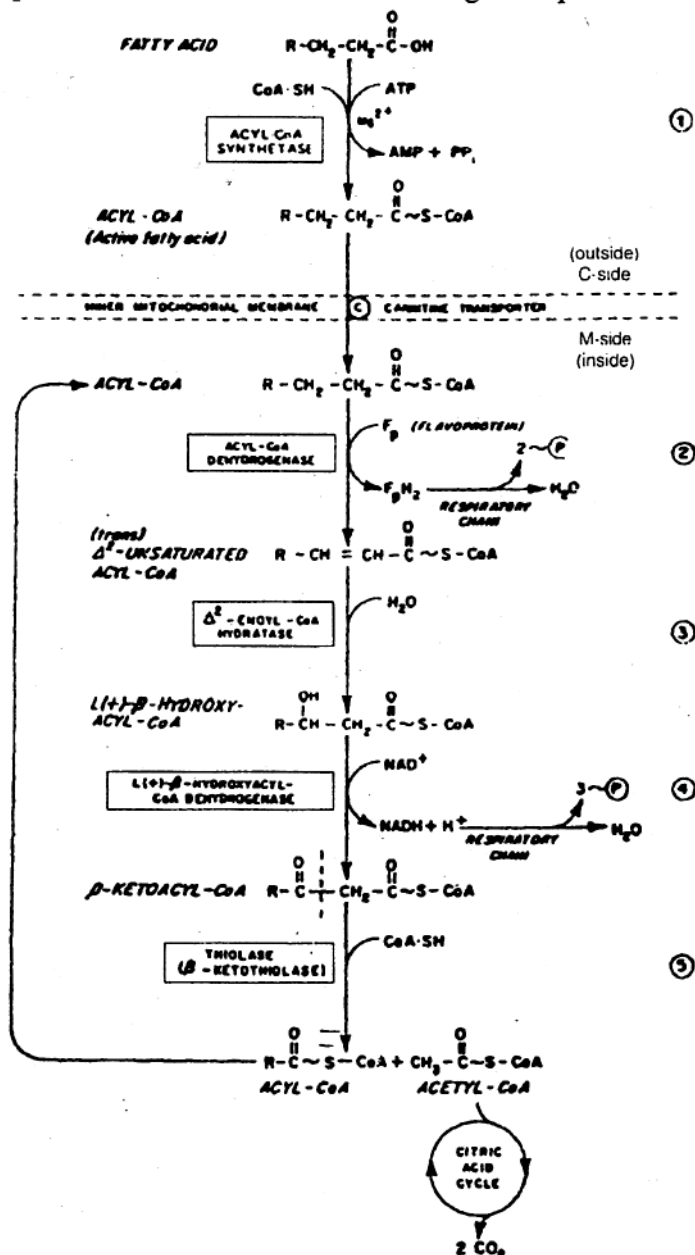 FATTY ACID
O
R-CH2-CH2-C-OH
CoA·SH
ATP
Mg2+
ACYL-CoA
SYNTHETASE
AMP + PPi
1
ACYL-CoA
(Active fatty acid)
O
R-CH2-CH2-C~S-CoA
(outside)
C-side
INNER MITOCHONDRIAL MEMBRANE C CARNITINE TRANSPORTER
M-side
(inside)
ACYL-CoA
O
R-CH2-CH2-C~S-CoA
Fp (FLAVOPROTEIN)
ACYL-CoA
DEHYDROGENASE
2~P
2
FpH2
H2O
RESPIRATORY
CHAIN
(trans)
Δ2-UNSATURATED
ACYL-CoA
O
R-CH=CH-C~S-CoA
H2O
Δ2-ENOYL-CoA
HYDRATASE
3
L(+)-β-HYDROXY-
ACYL-CoA
OH O
R-CH-CH2-C~S-CoA
NAD+
L(+)-β-HYDROXYACYL-
CoA DEHYDROGENASE
3~P
4
NADH + H+
H2O
RESPIRATORY
CHAIN
β-KETOACYL-CoA
O O
R-C-CH2-C~S-CoA
CoA·SH
THIOLASE
(β-KETOTHIOLASE)
5
O O
R-C~S-CoA + CH3-C~S-CoA
ACYL-CoA ACETYL-CoA
CITRIC
ACID
CYCLE
2 CO2